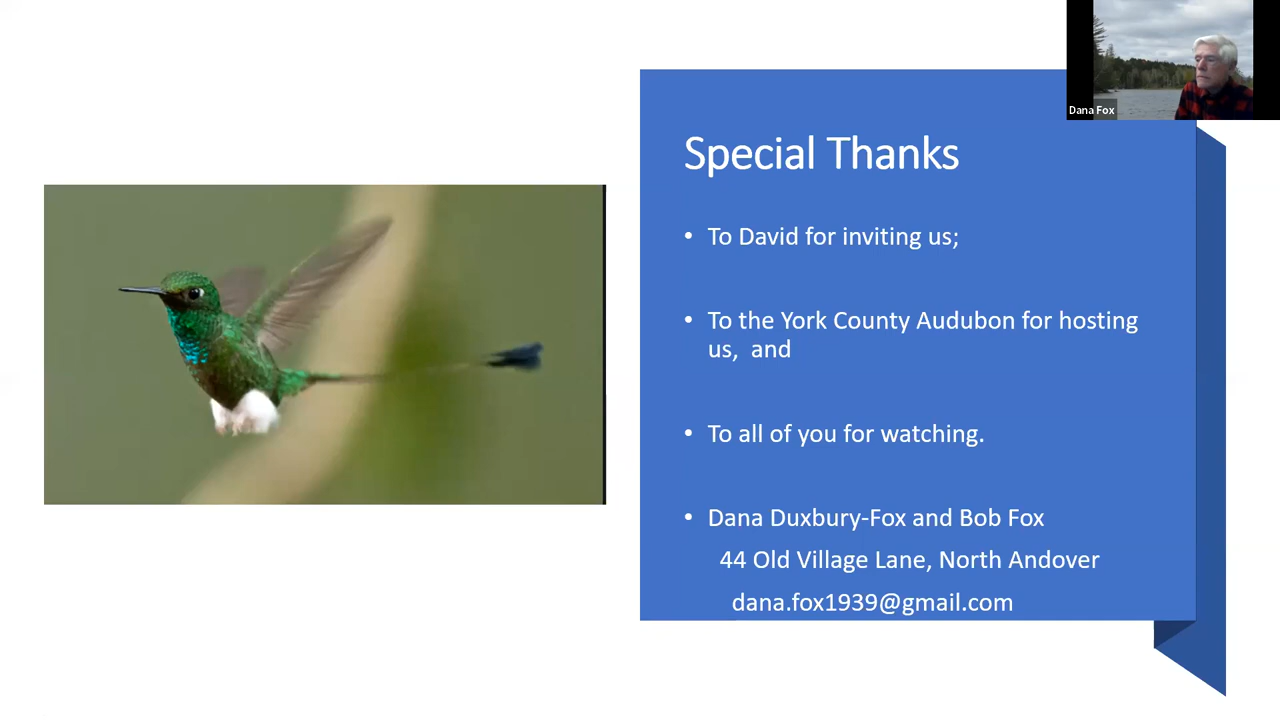 Dana Fox
Special Thanks
• To David for inviting us;
• To the York County Audubon for hosting
us,  and
• To all of you for watching.
• Dana Duxbury-Fox and Bob Fox
44 Old Village Lane, North Andover
dana.fox1939@gmail.com